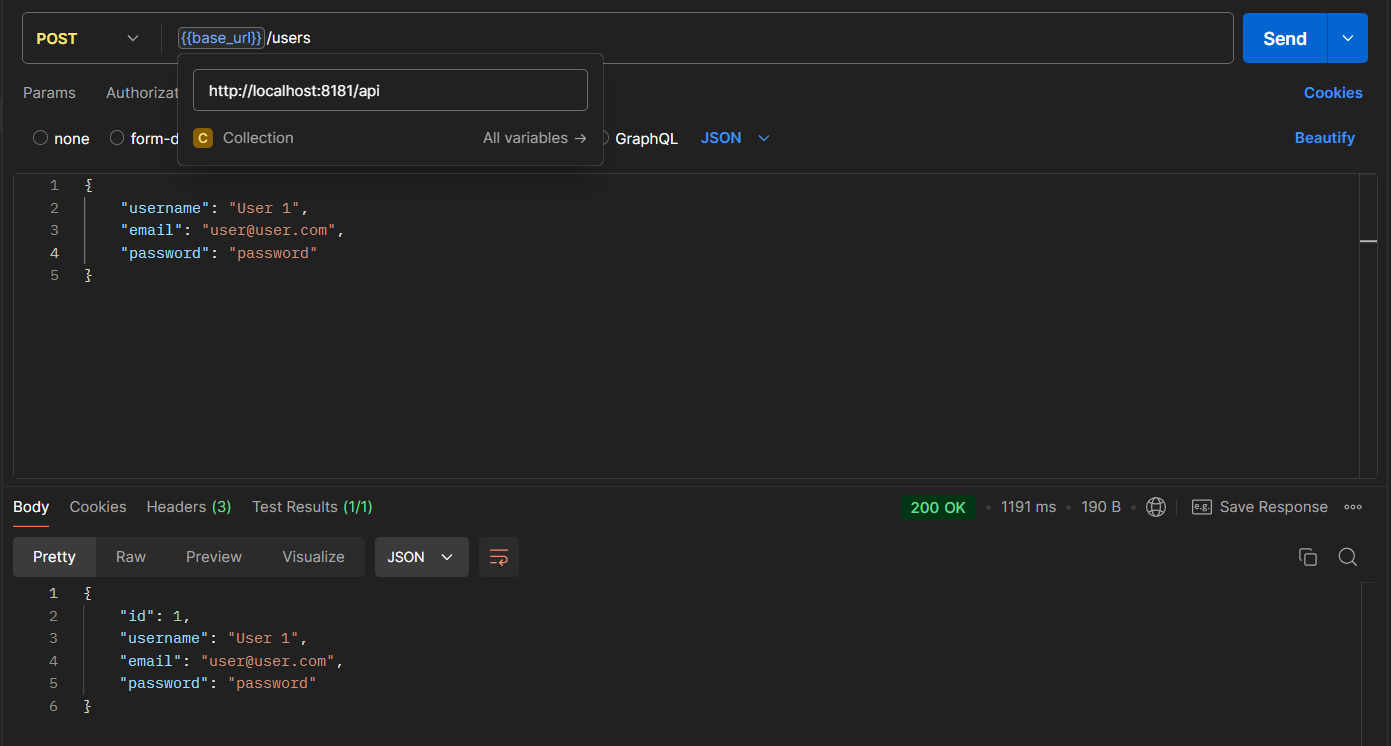 POST {{base_url}}/users Send
http://localhost:8181/api
Params Authorizat Cookies
C Collection All variables →
none form-d GraphQL JSON Beautify
1 {
2 "username": "User 1",
3 "email": "user@user.com",
4 "password": "password"
5 }
Body Cookies Headers (3) Test Results (1/1) 200 OK • 1191 ms • 190 B • e.g. Save Response
Pretty Raw Preview Visualize JSON
1 {
2 "id": 1,
3 "username": "User 1",
4 "email": "user@user.com",
5 "password": "password"
6 }